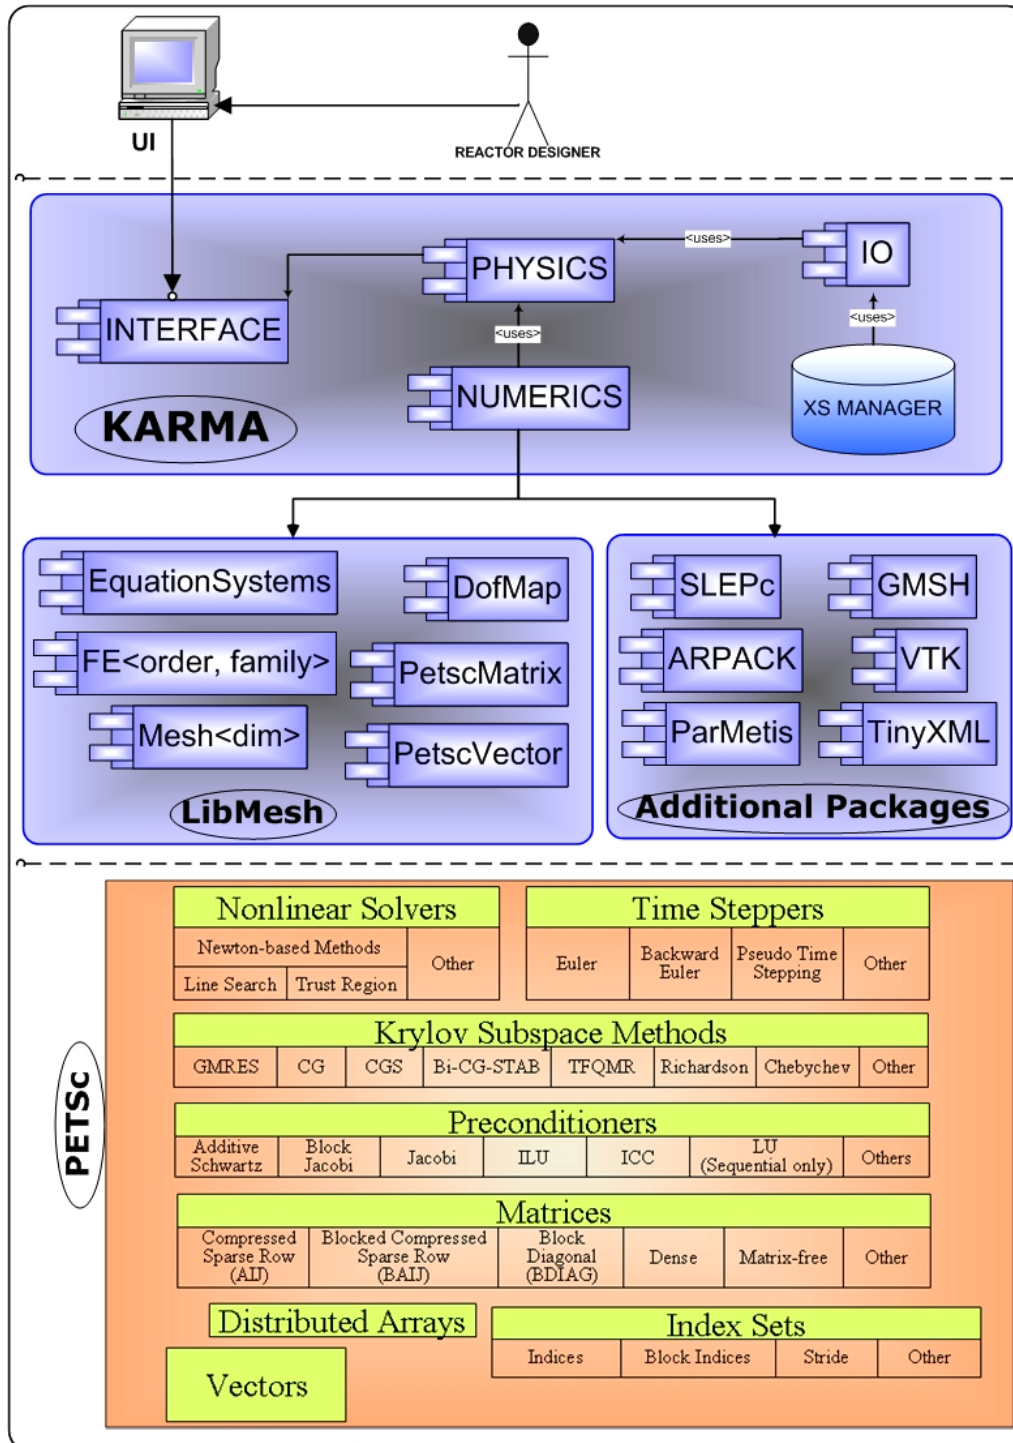 UI
REACTOR DESIGNER
PHYSICS
<uses>
IO
INTERFACE
<uses>
<uses>
NUMERICS
XS MANAGER
KARMA
EquationSystems
DofMap
FE<order, family>
PetscMatrix
Mesh<dim>
PetscVector
LibMesh
SLEPc
GMSH
ARPACK
VTK
ParMetis
TinyXML
Additional Packages
PETSc
Nonlinear Solvers
Newton-based Methods
Other
Line Search
Trust Region
Time Steppers
Euler
Backward
Euler
Pseudo Time
Stepping
Other
Krylov Subspace Methods
GMRES
CG
CGS
Bi-CG-STAB
TFQMR
Richardson
Chebychev
Other
Preconditioners
Additive
Schwartz
Block
Jacobi
Jacobi
ILU
ICC
LU
(Sequential only)
Others
Matrices
Compressed
Sparse Row
(AIJ)
Blocked Compressed
Sparse Row
(BAIJ)
Block
Diagonal
(BDIAG)
Dense
Matrix-free
Other
Distributed Arrays
Index Sets
Indices
Block Indices
Stride
Other
Vectors